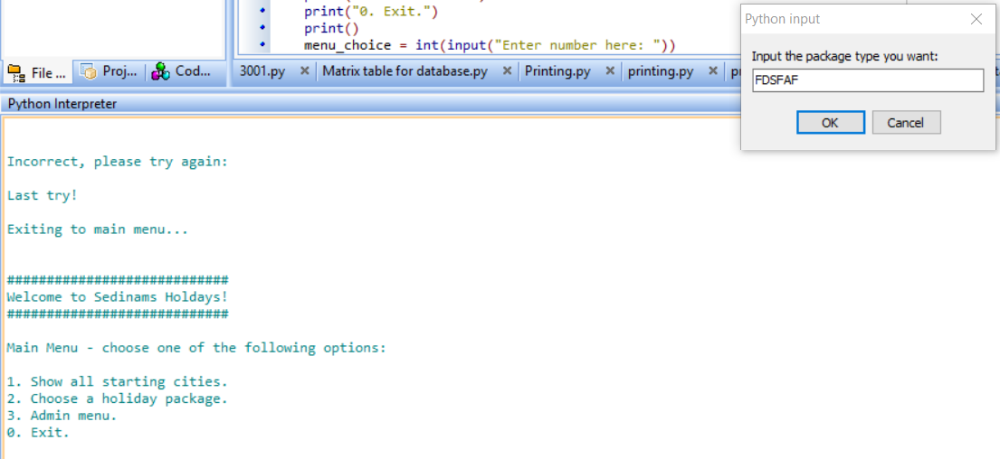 print("0. Exit.")
print()
menu_choice = int(input("Enter number here: "))
File ... Proj... Cod...
3001.py Matrix table for database.py Printing.py printing.py
Python Interpreter
Python input
Input the package type you want:
FDSFAF
OK Cancel
Incorrect, please try again:
Last try!
Exiting to main menu...
############################
Welcome to Sedinams Holdays!
############################
Main Menu - choose one of the following options:
1. Show all starting cities.
2. Choose a holiday package.
3. Admin menu.
0. Exit.